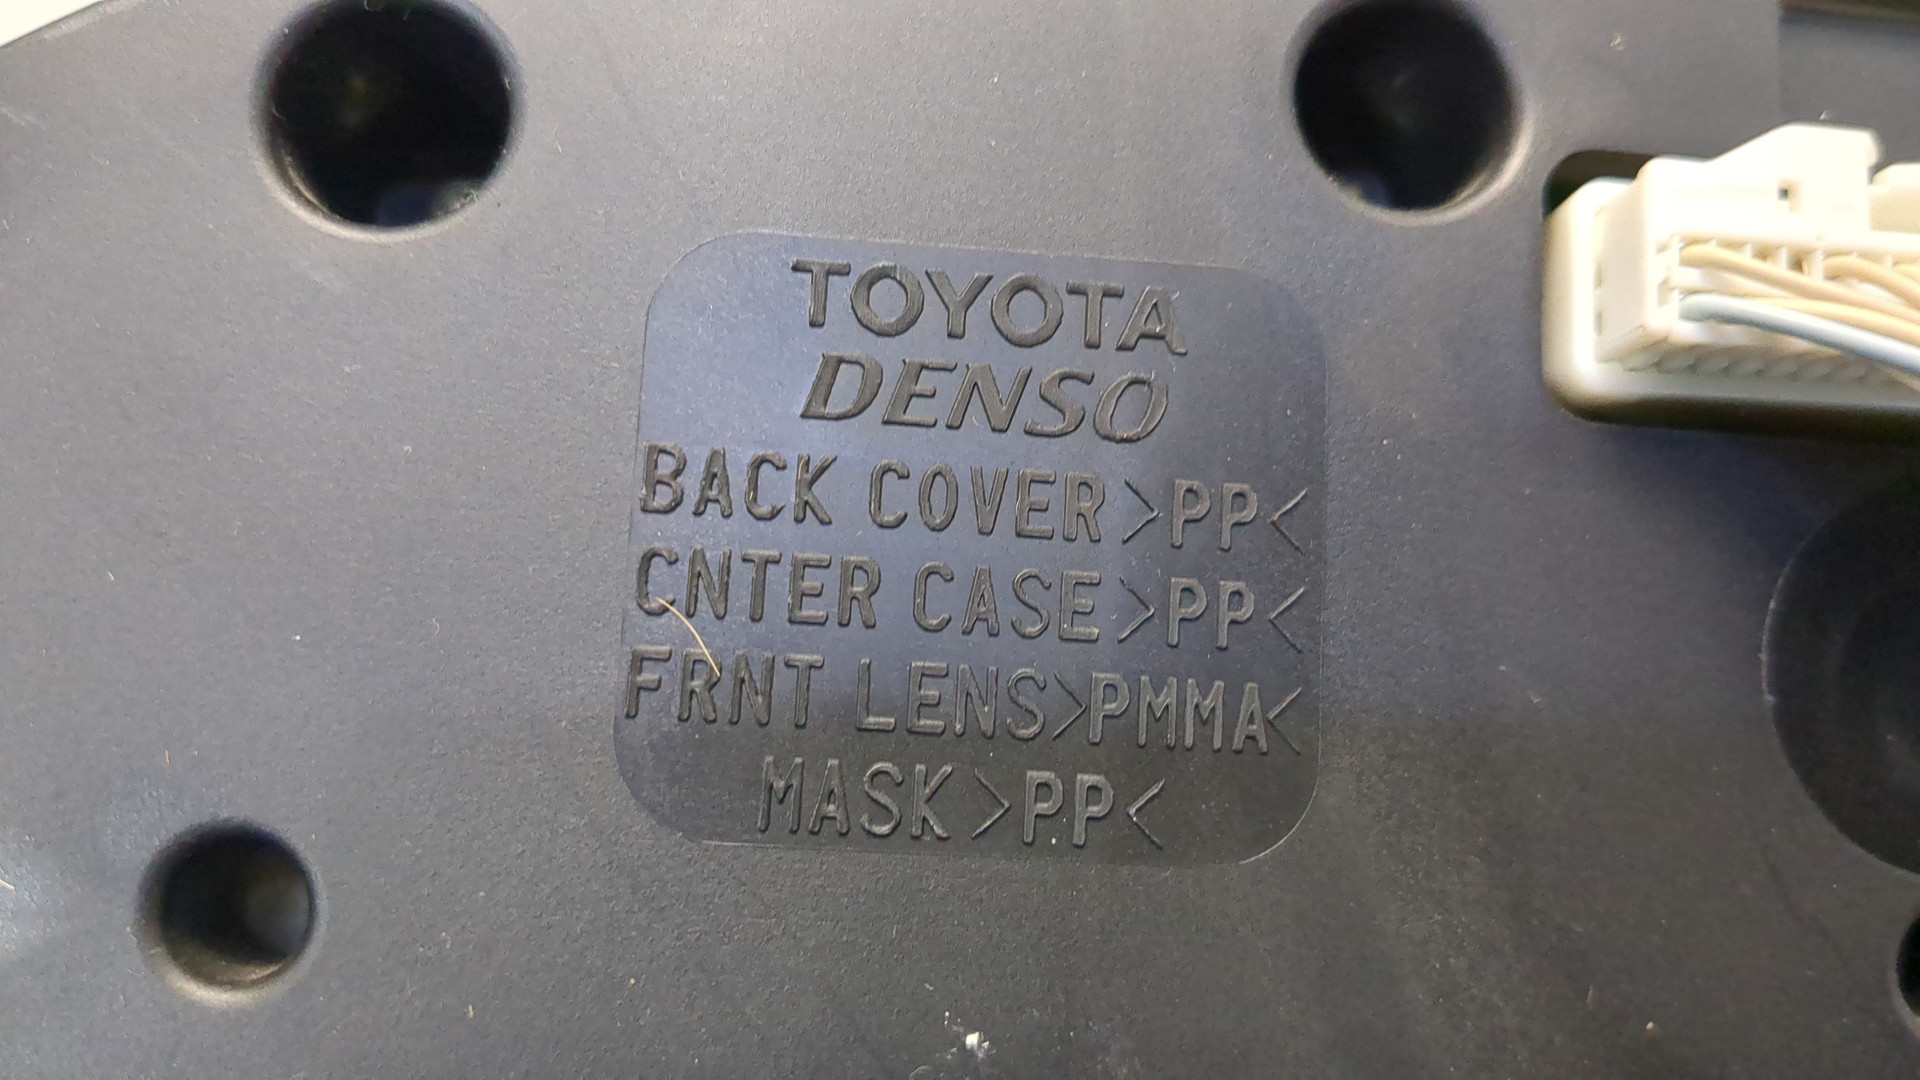 TOYOTA
DENSO
BACK COVER>PP<
CNTER CASE>PP<
FRNT LENS>PMMA<
MASK>PP<